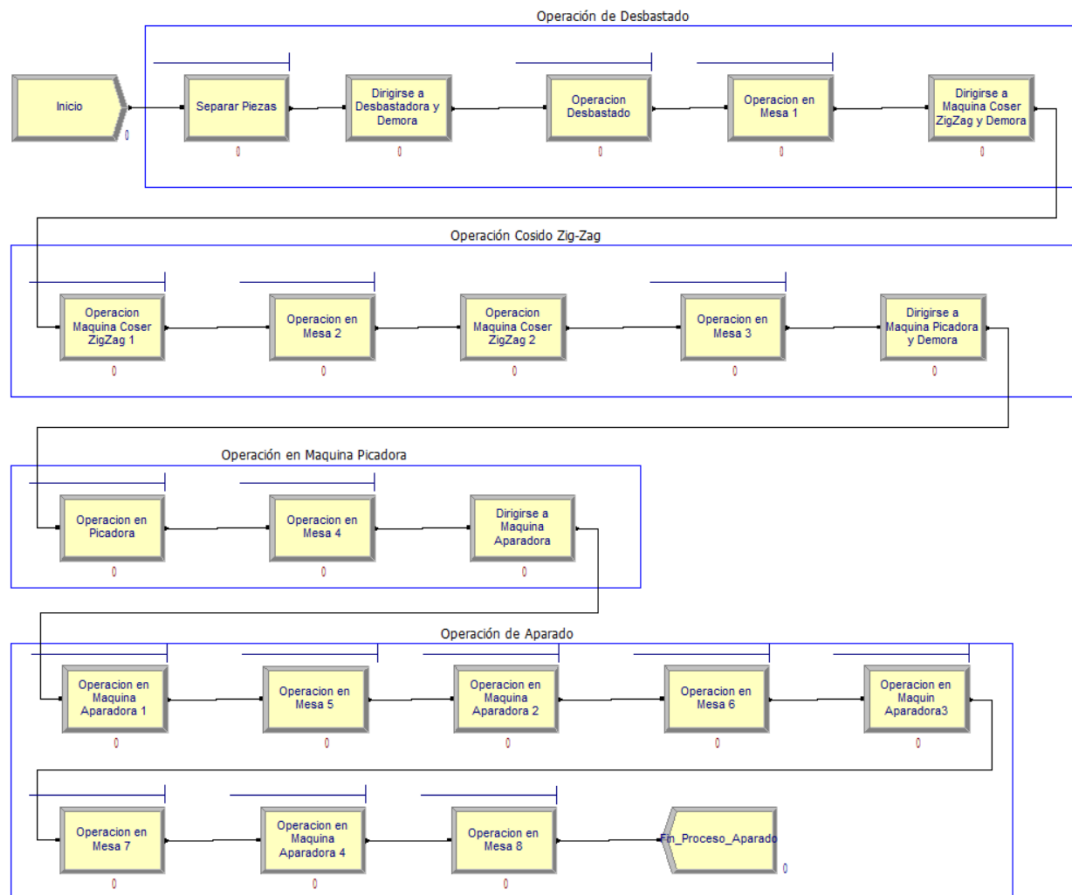 Operación de Desbastado
Inicio
0
Separar Piezas
0
Dirigirse a
Desbastadora y
Demora
0
Operacion
Desbastado
0
Operacion en
Mesa 1
0
Dirigirse a
Maquina Coser
ZigZag y Demora
0
Operación Cosido Zig-Zag
Operacion
Maquina Coser
ZigZag 1
0
Operacion en
Mesa 2
0
Operacion
Maquina Coser
ZigZag 2
0
Operacion en
Mesa 3
0
Dirigirse a
Maquina Picadora
y Demora
0
Operación en Maquina Picadora
Operacion en
Picadora
0
Operacion en
Mesa 4
0
Dirigirse a
Maquina
Aparadora
0
Operación de Aparado
Operacion en
Maquina
Aparadora 1
0
Operacion en
Mesa 5
0
Operacion en
Maquina
Aparadora 2
0
Operacion en
Mesa 6
0
Operacion en
Maquin
Aparadora3
0
Operacion en
Mesa 7
0
Operacion en
Maquina
Aparadora 4
0
Operacion en
Mesa 8
0
Fin_Proceso_Aparado
0